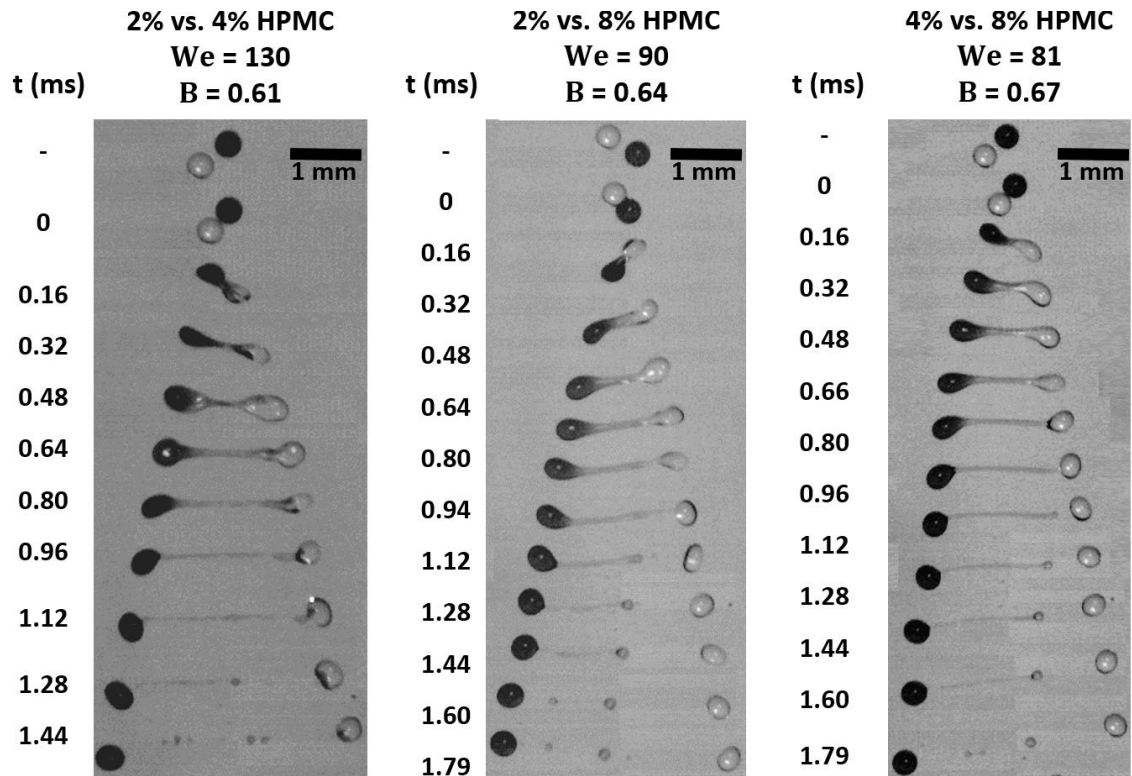 2% vs. 4% HPMC
We = 130
t (ms)
B = 0.61
1 mm
-
0
0.16
0.32
0.48
0.64
0.80
0.96
1.12
1.28
1.44
2% vs. 8% HPMC
We = 90
t (ms)
B = 0.64
1 mm
-
0
0.16
0.32
0.48
0.64
0.80
0.94
1.12
1.28
1.44
1.60
1.79
4% vs. 8% HPMC
We = 81
t (ms)
B = 0.67
1 mm
-
0
0.16
0.32
0.48
0.66
0.80
0.96
1.12
1.28
1.44
1.60
1.79